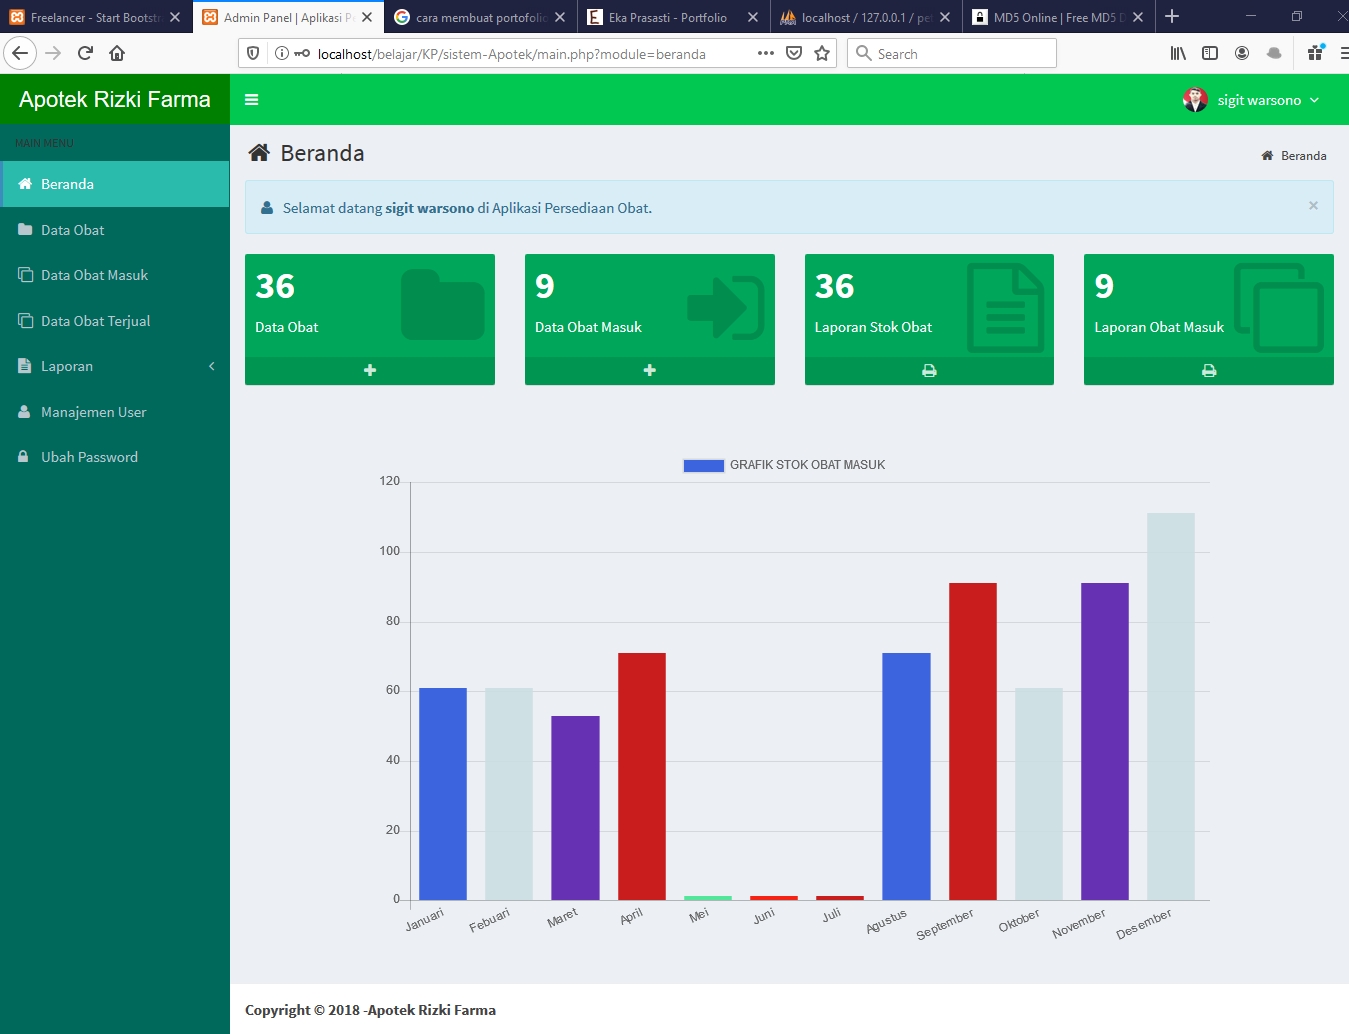 Freelancer - Start Bootstr
Admin Panel | Aplikasi Pe
cara membuat portofolio
Eka Prasasti - Portfolio
localhost / 127.0.0.1 / pe
MD5 Online | Free MD5 D
localhost/belajar/KP/sistem-Apotek/main.php?module=beranda
Search
Apotek Rizki Farma
sigit warsono
MAIN MENU
Beranda
Data Obat
Data Obat Masuk
Data Obat Terjual
Laporan
Manajemen User
Ubah Password
Beranda
Beranda
Selamat datang sigit warsono di Aplikasi Persediaan Obat.
×
36
Data Obat
9
Data Obat Masuk
36
Laporan Stok Obat
9
Laporan Obat Masuk
GRAFIK STOK OBAT MASUK
120
100
80
60
40
20
0
Januari
Febuari
Maret
April
Mei
Juni
Juli
Agustus
September
Oktober
November
Desember
Copyright © 2018 -Apotek Rizki Farma